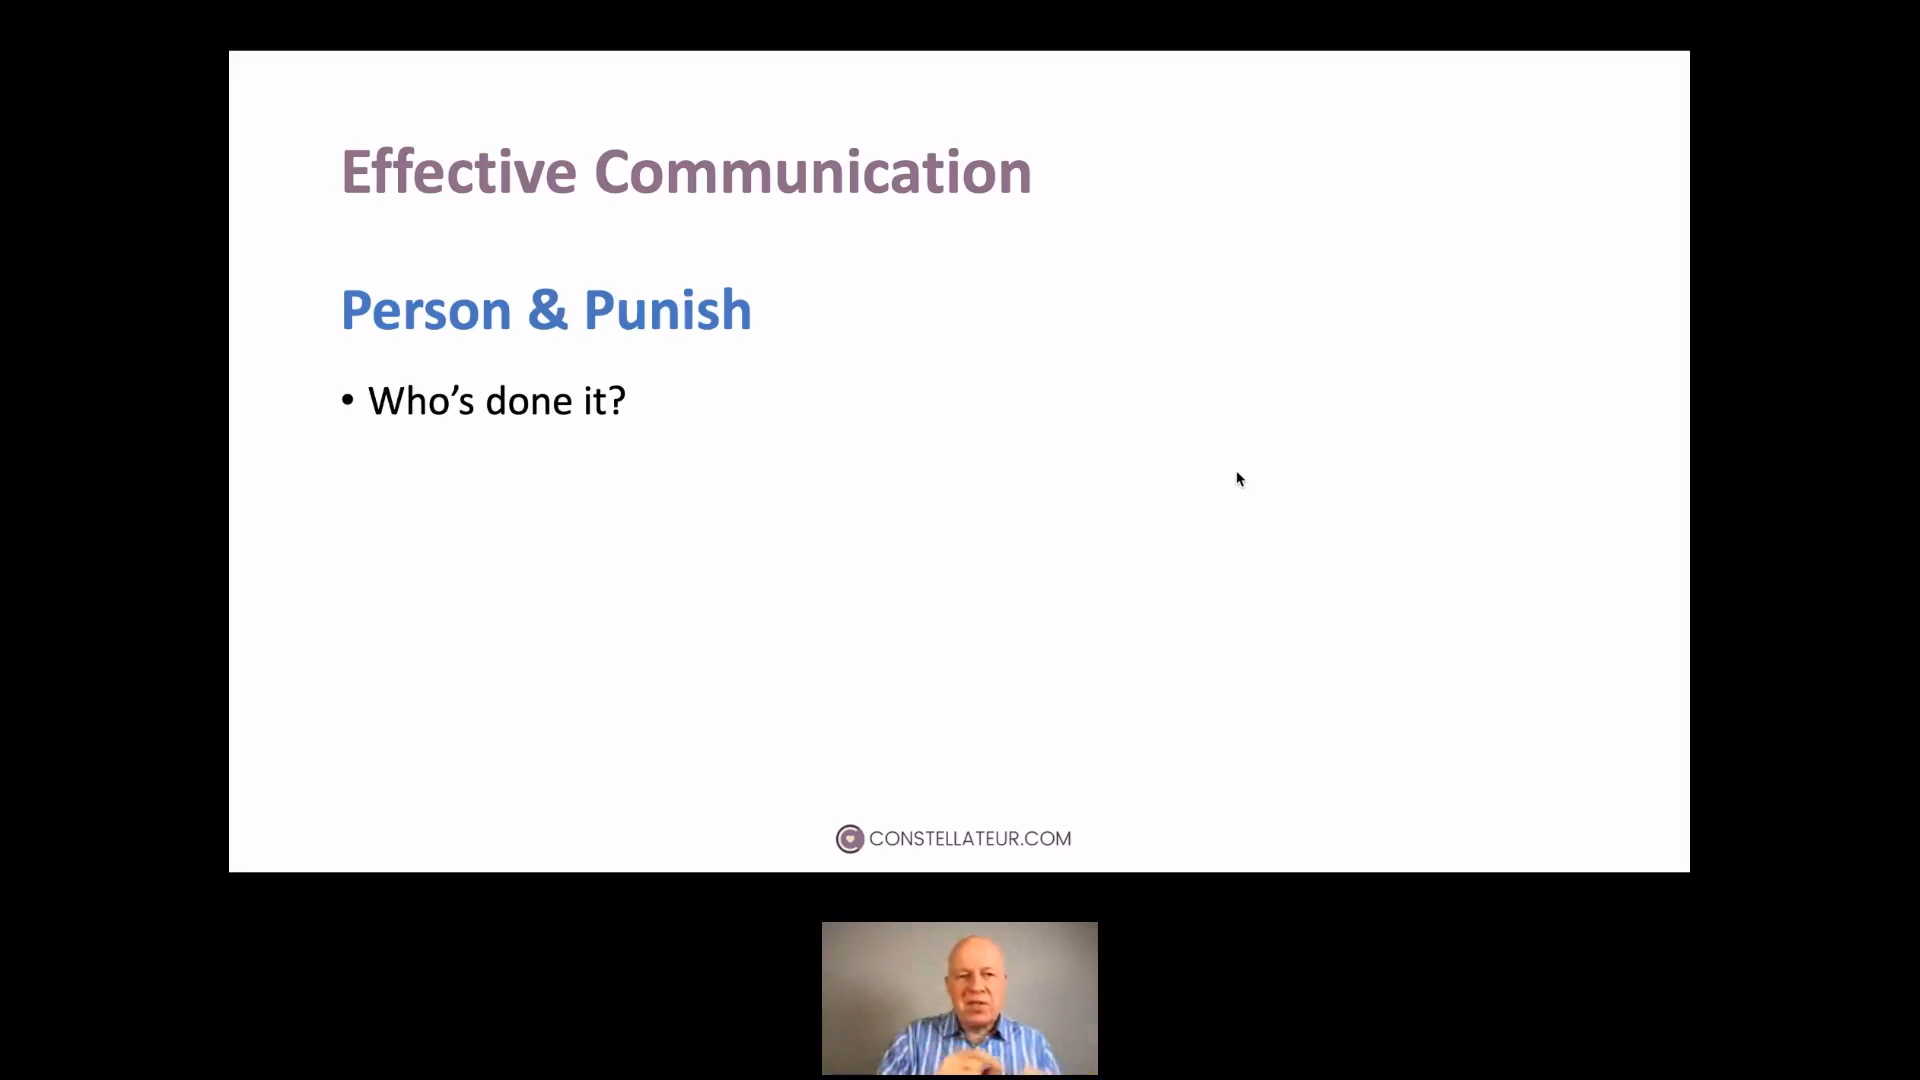 Effective Communication
Person & Punish
• Who's done it?
CONSTELLATEUR.COM